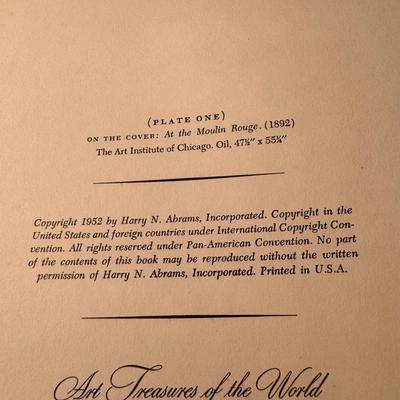 (PLATE ONE)
ON THE COVER: At the Moulin Rouge. (1892)
The Art Institute of Chicago. Oil, 47½" x 55¼"
Copyright 1952 by Harry N. Abrams, Incorporated. Copyright in the
United States and foreign countries under International Copyright Con-
vention. All rights reserved under Pan-American Convention. No part
of the contents of this book may be reproduced without the written
permission of Harry N. Abrams, Incorporated. Printed in U.S.A.
Art Treasures of the World